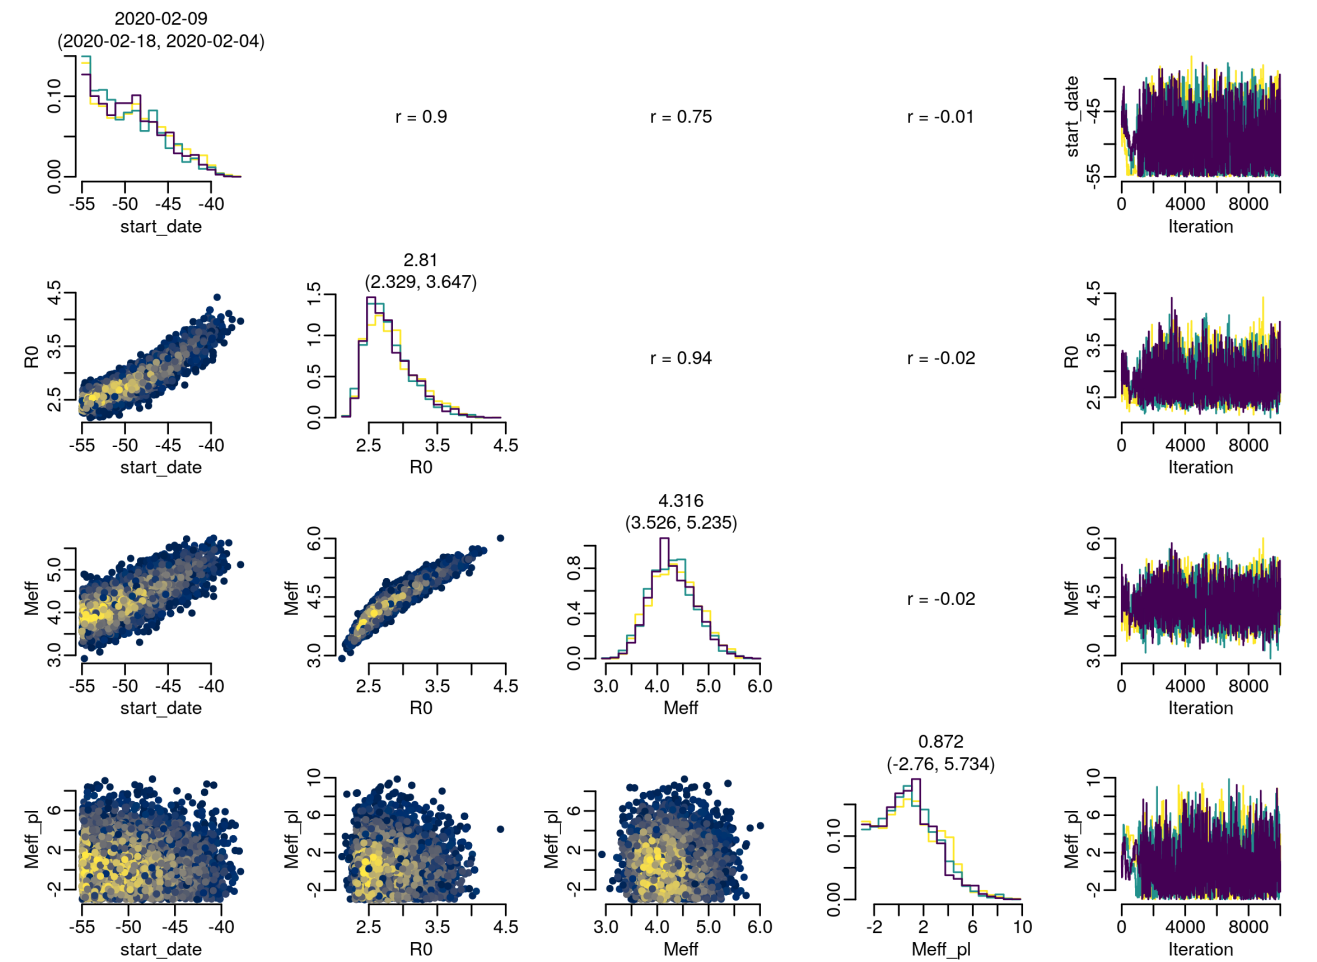 2020-02-09
(2020-02-18, 2020-02-04)
0.00 0.10
-55 -50 -45 -40
start_date
r = 0.9
r = 0.75
r = -0.01
start_date
-55 -45
0 4000 8000
Iteration
R0
2.5 3.5 4.5
-55 -50 -45 -40
start_date
2.81
(2.329, 3.647)
0.0 0.5 1.0 1.5
2.5 3.5 4.5
R0
r = 0.94
r = -0.02
R0
2.5 3.5 4.5
0 4000 8000
Iteration
Meff
3.0 4.0 5.0
-55 -50 -45 -40
start_date
Meff
3.0 4.5 6.0
2.5 3.5 4.5
R0
4.316
(3.526, 5.235)
0.0 0.4 0.8
3.0 4.0 5.0 6.0
Meff
r = -0.02
Meff
3.0 4.5 6.0
0 4000 8000
Iteration
Meff_pl
-2 2 6
-55 -50 -45 -40
start_date
Meff_pl
-2 2 6 10
2.5 3.5 4.5
R0
Meff_pl
-2 2 6
3.0 4.0 5.0 6.0
Meff
0.872
(-2.76, 5.734)
0.00 0.10
-2 2 6 10
Meff_pl
Meff_pl
-2 2 6 10
0 4000 8000
Iteration